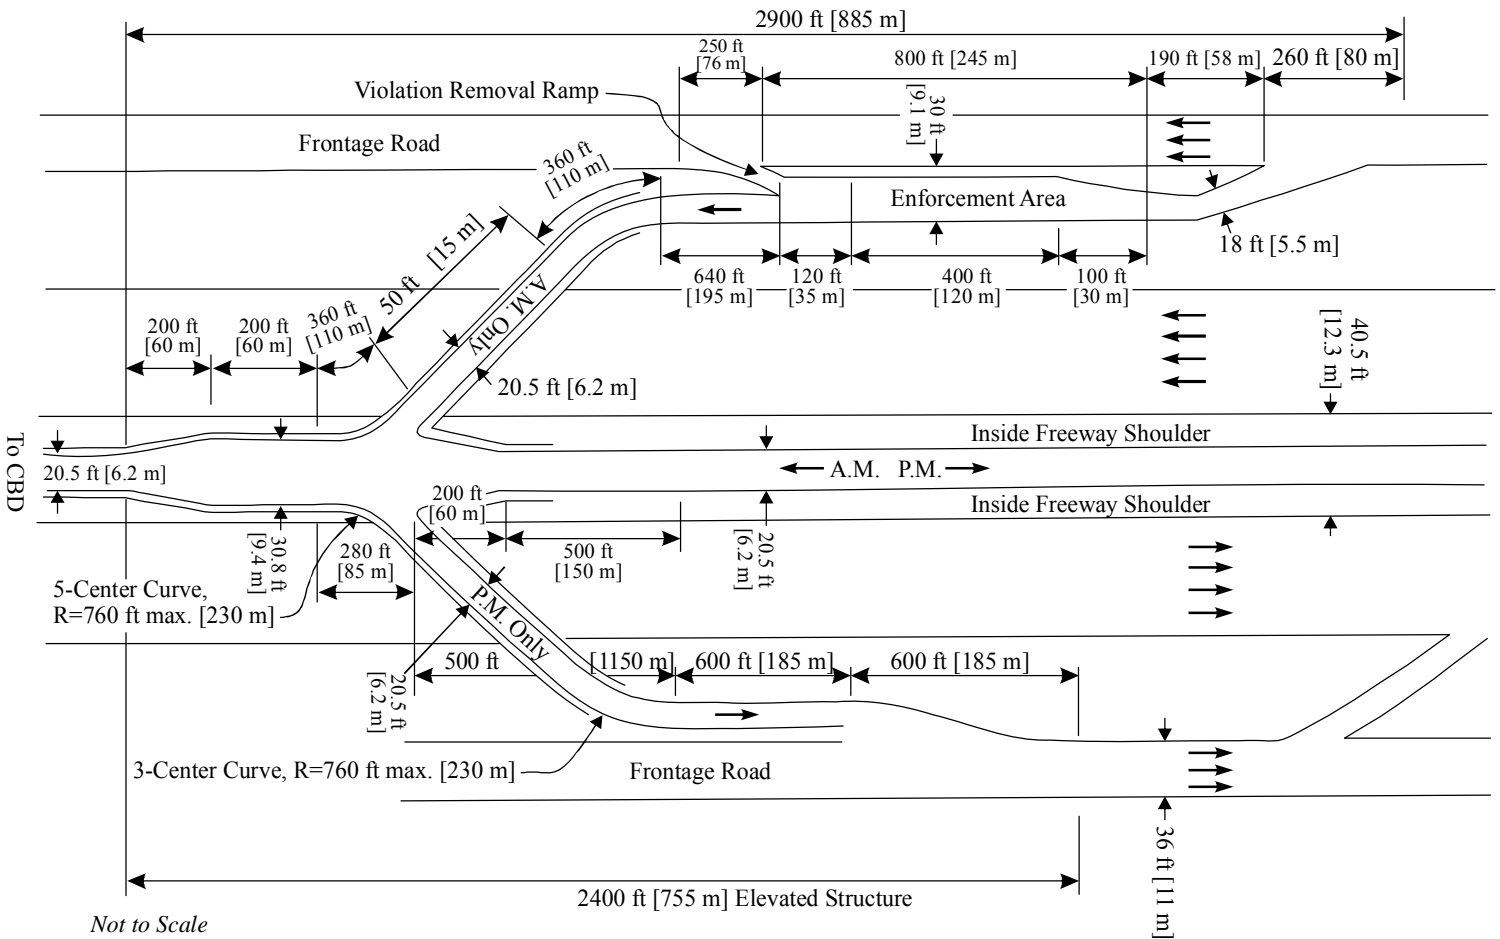 2900 ft [885 m]
250 ft
[76 m]
800 ft [245 m]
190 ft [58 m]
260 ft [80 m]
Violation Removal Ramp
30 ft
[9.1 m]
Frontage Road
360 ft
[110 m]
Enforcement Area
18 ft [5.5 m]
50 ft [15 m]
640 ft
[195 m]
120 ft
[35 m]
400 ft
[120 m]
100 ft
[30 m]
A.M. Only
200 ft
[60 m]
200 ft
[60 m]
360 ft
[110 m]
40.5 ft
[12.3 m]
20.5 ft [6.2 m]
Inside Freeway Shoulder
To CBD
20.5 ft [6.2 m]
A.M. P.M.
200 ft
[60 m]
Inside Freeway Shoulder
30.8 ft
[9.4 m]
280 ft
[85 m]
500 ft
[150 m]
20.5 ft
[6.2 m]
5-Center Curve,
R=760 ft max. [230 m]
P.M. Only
500 ft
[1150 m]
600 ft [185 m]
600 ft [185 m]
20.5 ft
[6.2 m]
3-Center Curve, R=760 ft max. [230 m]
Frontage Road
36 ft [11 m]
2400 ft [755 m] Elevated Structure
Not to Scale